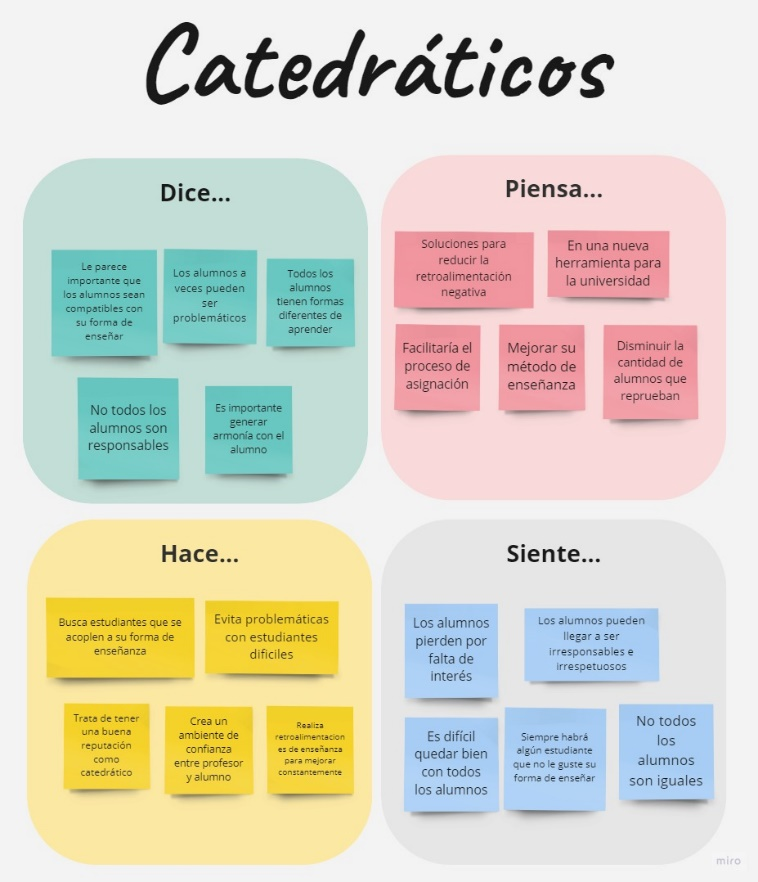 Catedráticos
Dice...
Le parece
importante que
los alumnos sean
compatibles con
su forma de
enseñar
Los alumnos a
veces pueden
ser
problemáticos
Todos los
alumnos
tienen formas
diferentes de
aprender
No todos los
alumnos son
responsables
Es importante
generar
armonía con el
alumno
Piensa...
Soluciones para
reducir la
retroalimentación
negativa
En una nueva
herramienta para
la universidad
Facilitaría el
proceso de
asignación
Mejorar su
método de
enseñanza
Disminuir la
cantidad de
alumnos que
reprueban
Hace...
Busca estudiantes que se
acoplen a su forma de
enseñanza
Evita problemáticas
con estudiantes
dificiles
Trata de tener
una buena
reputación
como
catedrático
Crea un
ambiente de
confianza
entre profesor
y alumno
Realiza
retroalimentacion
es de enseñanza
para mejorar
constantemente
Siente...
Los alumnos
pierden por
falta de
interés
Los alumnos pueden
llegar a ser
irresponsables e
irrespetuosos
Es difícil
quedar bien
con todos
los alumnos
Siempre habrá
algún estudiante
que no le guste su
forma de enseñar
No todos
los
alumnos
son iguales
miro